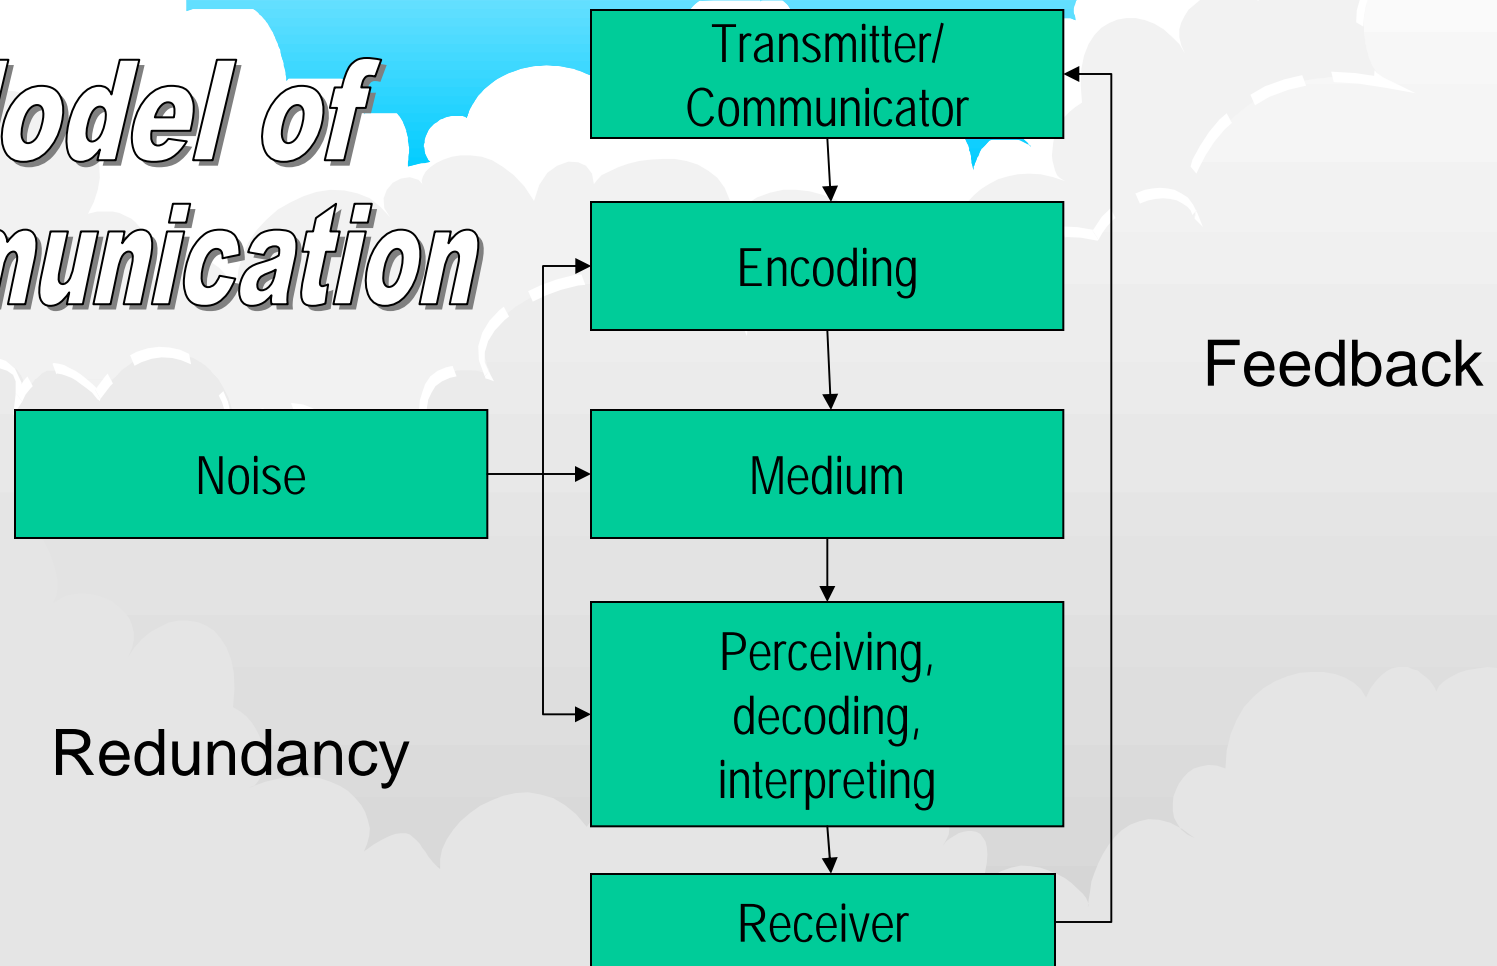 Transmitter/
Communicator
odel of
Encoding
munication
Feedback
Noise
Medium
Perceiving,
decoding,
interpreting
Redundancy
Receiver